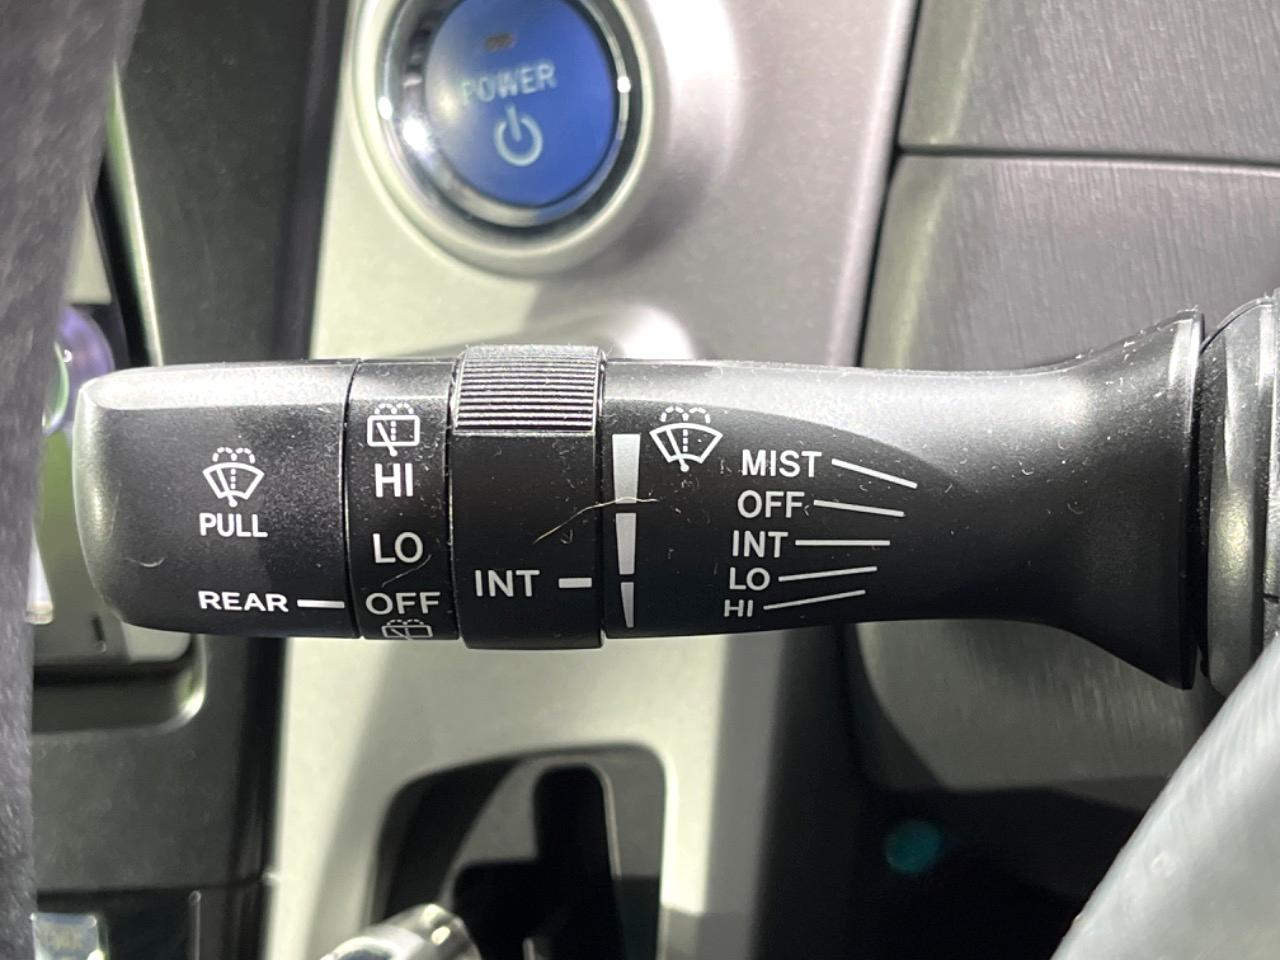 POWER
PULL
REAR
HI
LO
OFF
INT
MIST
OFF
INT
LO
HI